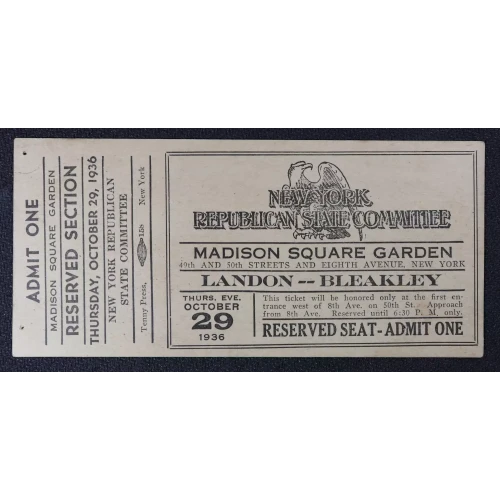 ADMIT ONE
MADISON SQUARE GARDEN
RESERVED SECTION
THURSDAY, OCTOBER 29, 1936
NEW YORK REPUBLICAN
STATE COMMITTEE
Tenny Press, 158 New York
NEW YORK
REPUBLICAN STATE COMMITTEE
MADISON SQUARE GARDEN
49TH AND 50TH STREETS AND EIGHTH AVENUE, NEW YORK
LANDON -- BLEAKLEY
THURS. EVE.
OCTOBER
29
1936
This ticket will be honored only at the first en-
trance west of 8th Ave. on 50th St. Approach
from 8th Ave. Reserved until 6:30 P. M. only.
RESERVED SEAT - ADMIT ONE